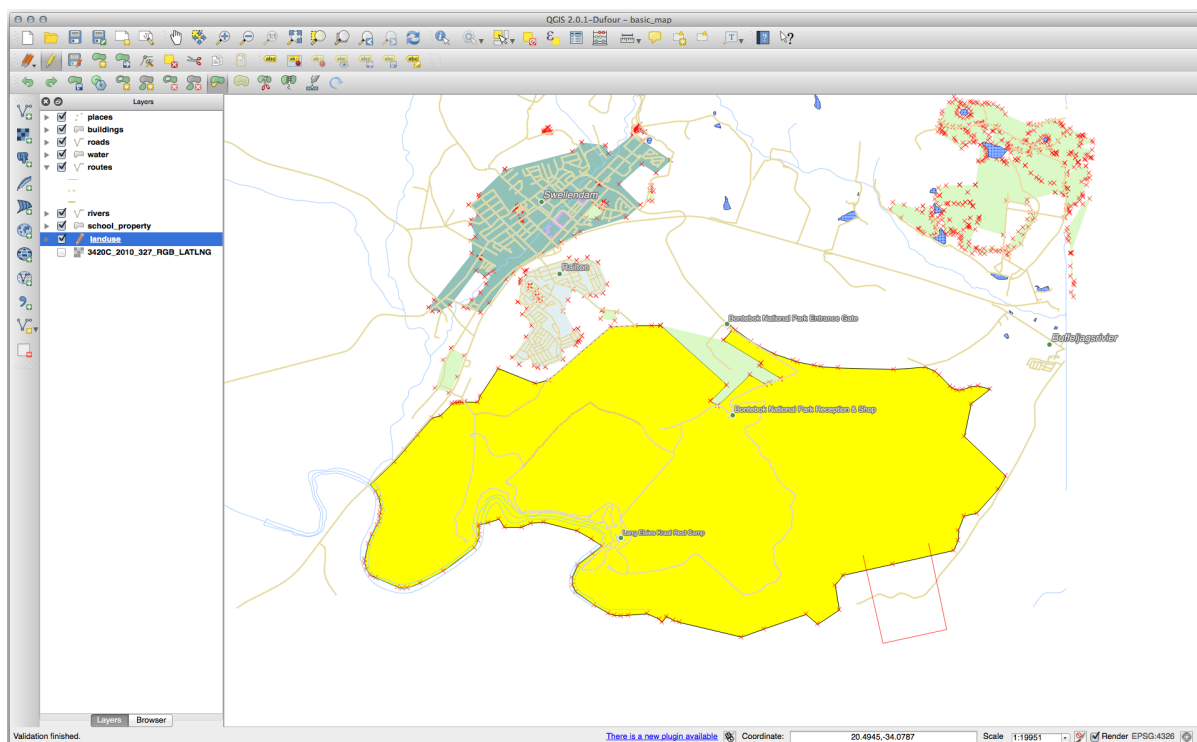 QGIS 2.0.1-Dufour - basic_map
Layers
places
buildings
roads
water
routes
rivers
school_property
landuse
3420C_2010_327_RGB_LATLNG
Swellendam
Railton
Bontebok National Park Entrance Gate
Buffeljagsrivier
Bontebok National Park Reception & Shop
Lang Elsies Kraal Rest Camp
Layers
Browser
Validation finished.
There is a new plugin available
Coordinate:
20.4945,-34.0787
Scale
1:19951
Render
EPSG:4326